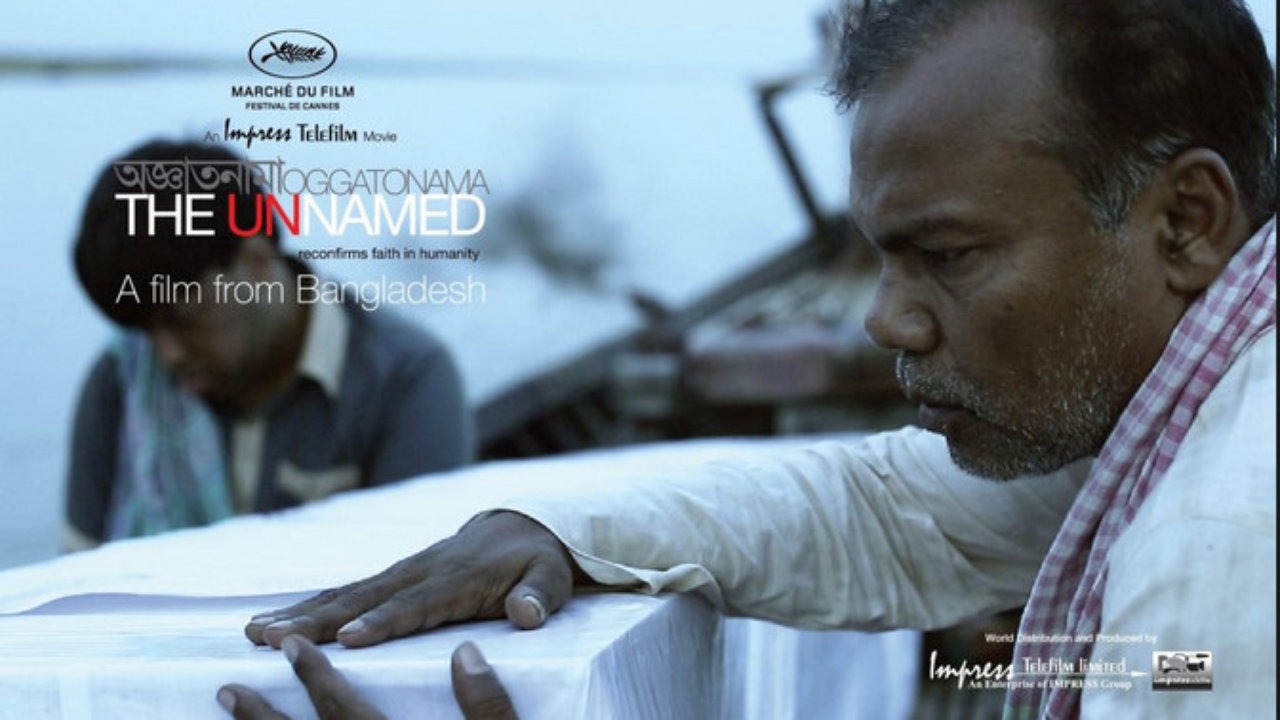 MARCHÉ DU FILM
FESTIVAL DE CANNES
An Impress Telefilm Movie
অজ্ঞাতনামা OGGATONAMA
THE UNNAMED
reconfirms faith in humanity
A film from Bangladesh
World Distribution and Produced by
Impress Telefilm limited
An Enterprise of IMPRESS Group